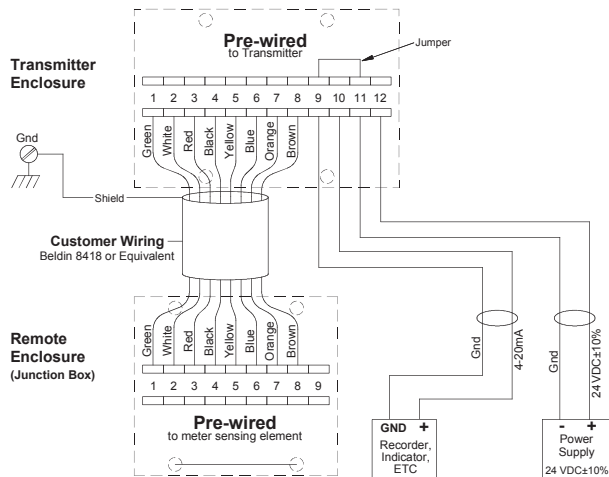 Pre-wired
to Transmitter
Jumper
Transmitter
Enclosure
1 2 3 4 5 6 7 8 9 10 11 12
Green White Red Black Yellow Blue Orange Brown
Gnd
Shield
Customer Wiring
Beldin 8418 or Equivalent
Remote
Enclosure
(Junction Box)
Green White Red Black Yellow Blue Orange Brown
1 2 3 4 5 6 7 8 9
Pre-wired
to meter sensing element
Gnd
4-20mA
Gnd
24 VDC±10%
GND +
Recorder,
Indicator,
ETC
- +
Power
Supply
24 VDC±10%